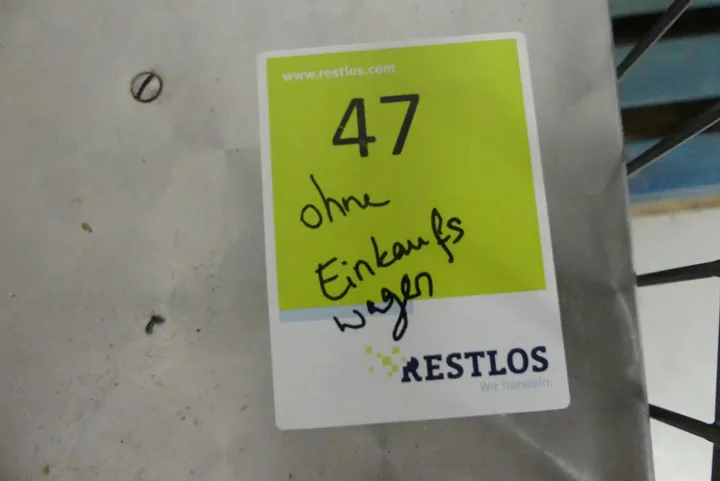 www.restlos.com
47
ohne
Einkaufs
wagen
RESTLOS
Wir handeln.